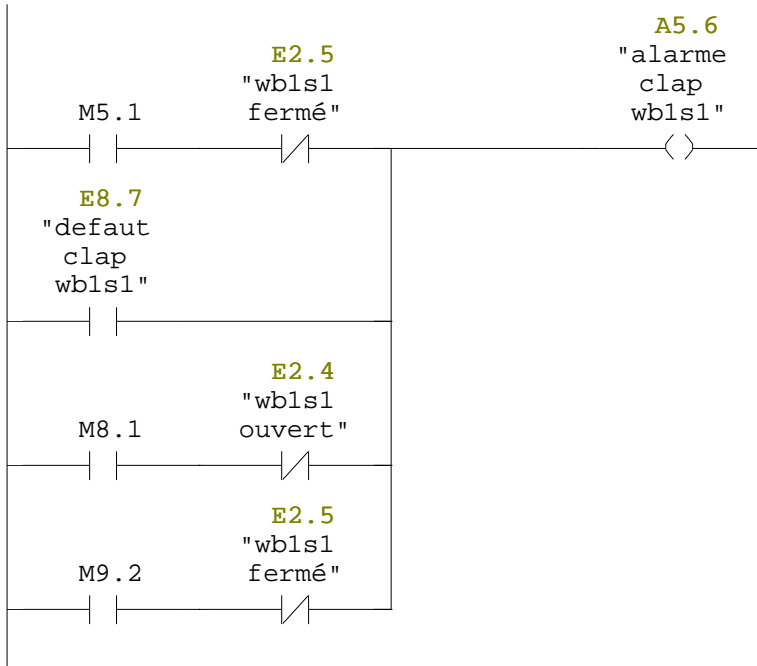 A5.6
E2.5
"alarme
"wb1s1
clap
M5.1
fermé"
wb1s1"
E8.7
"defaut
clap
wb1s1"
E2.4
"wb1s1
M8.1
ouvert"
E2.5
"wb1s1
M9.2
fermé"